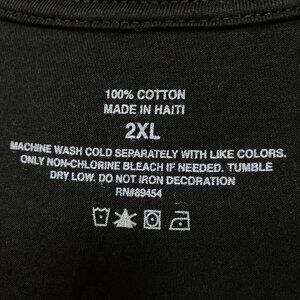 100% COTTON
MADE IN HAITI
2XL
MACHINE WASH COLD SEPARATELY WITH LIKE COLORS.
ONLY NON-CHLORINE BLEACH IF NEEDED. TUMBLE
DRY LOW. DO NOT IRON DECORATION
RN#89454